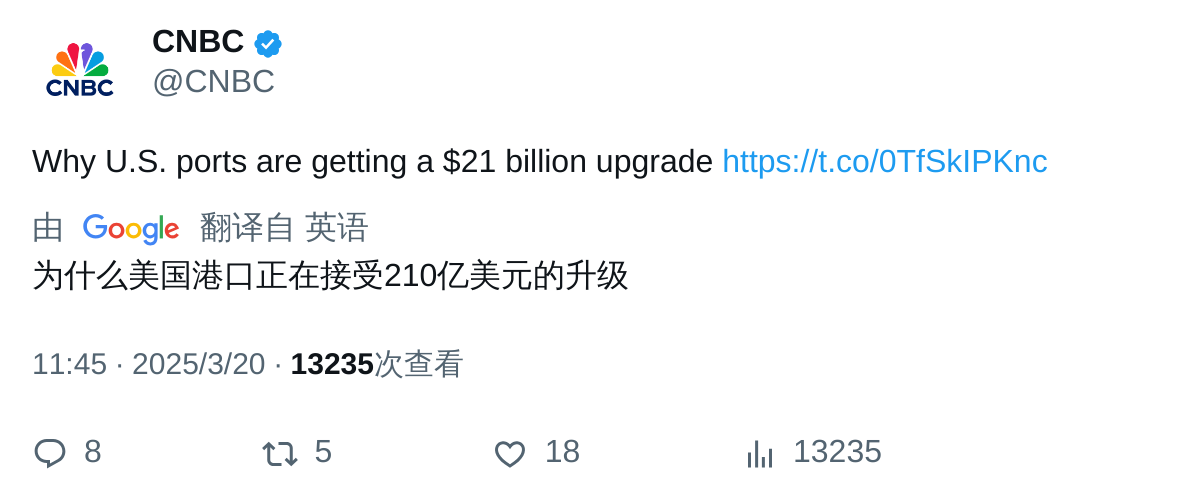 CNBC
CNBC
@CNBC
Why U.S. ports are getting a $21 billion upgrade https://t.co/0TfSkIPKnc
由 Google 翻译自 英语
为什么美国港口正在接受210亿美元的升级
11:45 · 2025/3/20 · 13235次查看
8 5 18 13235